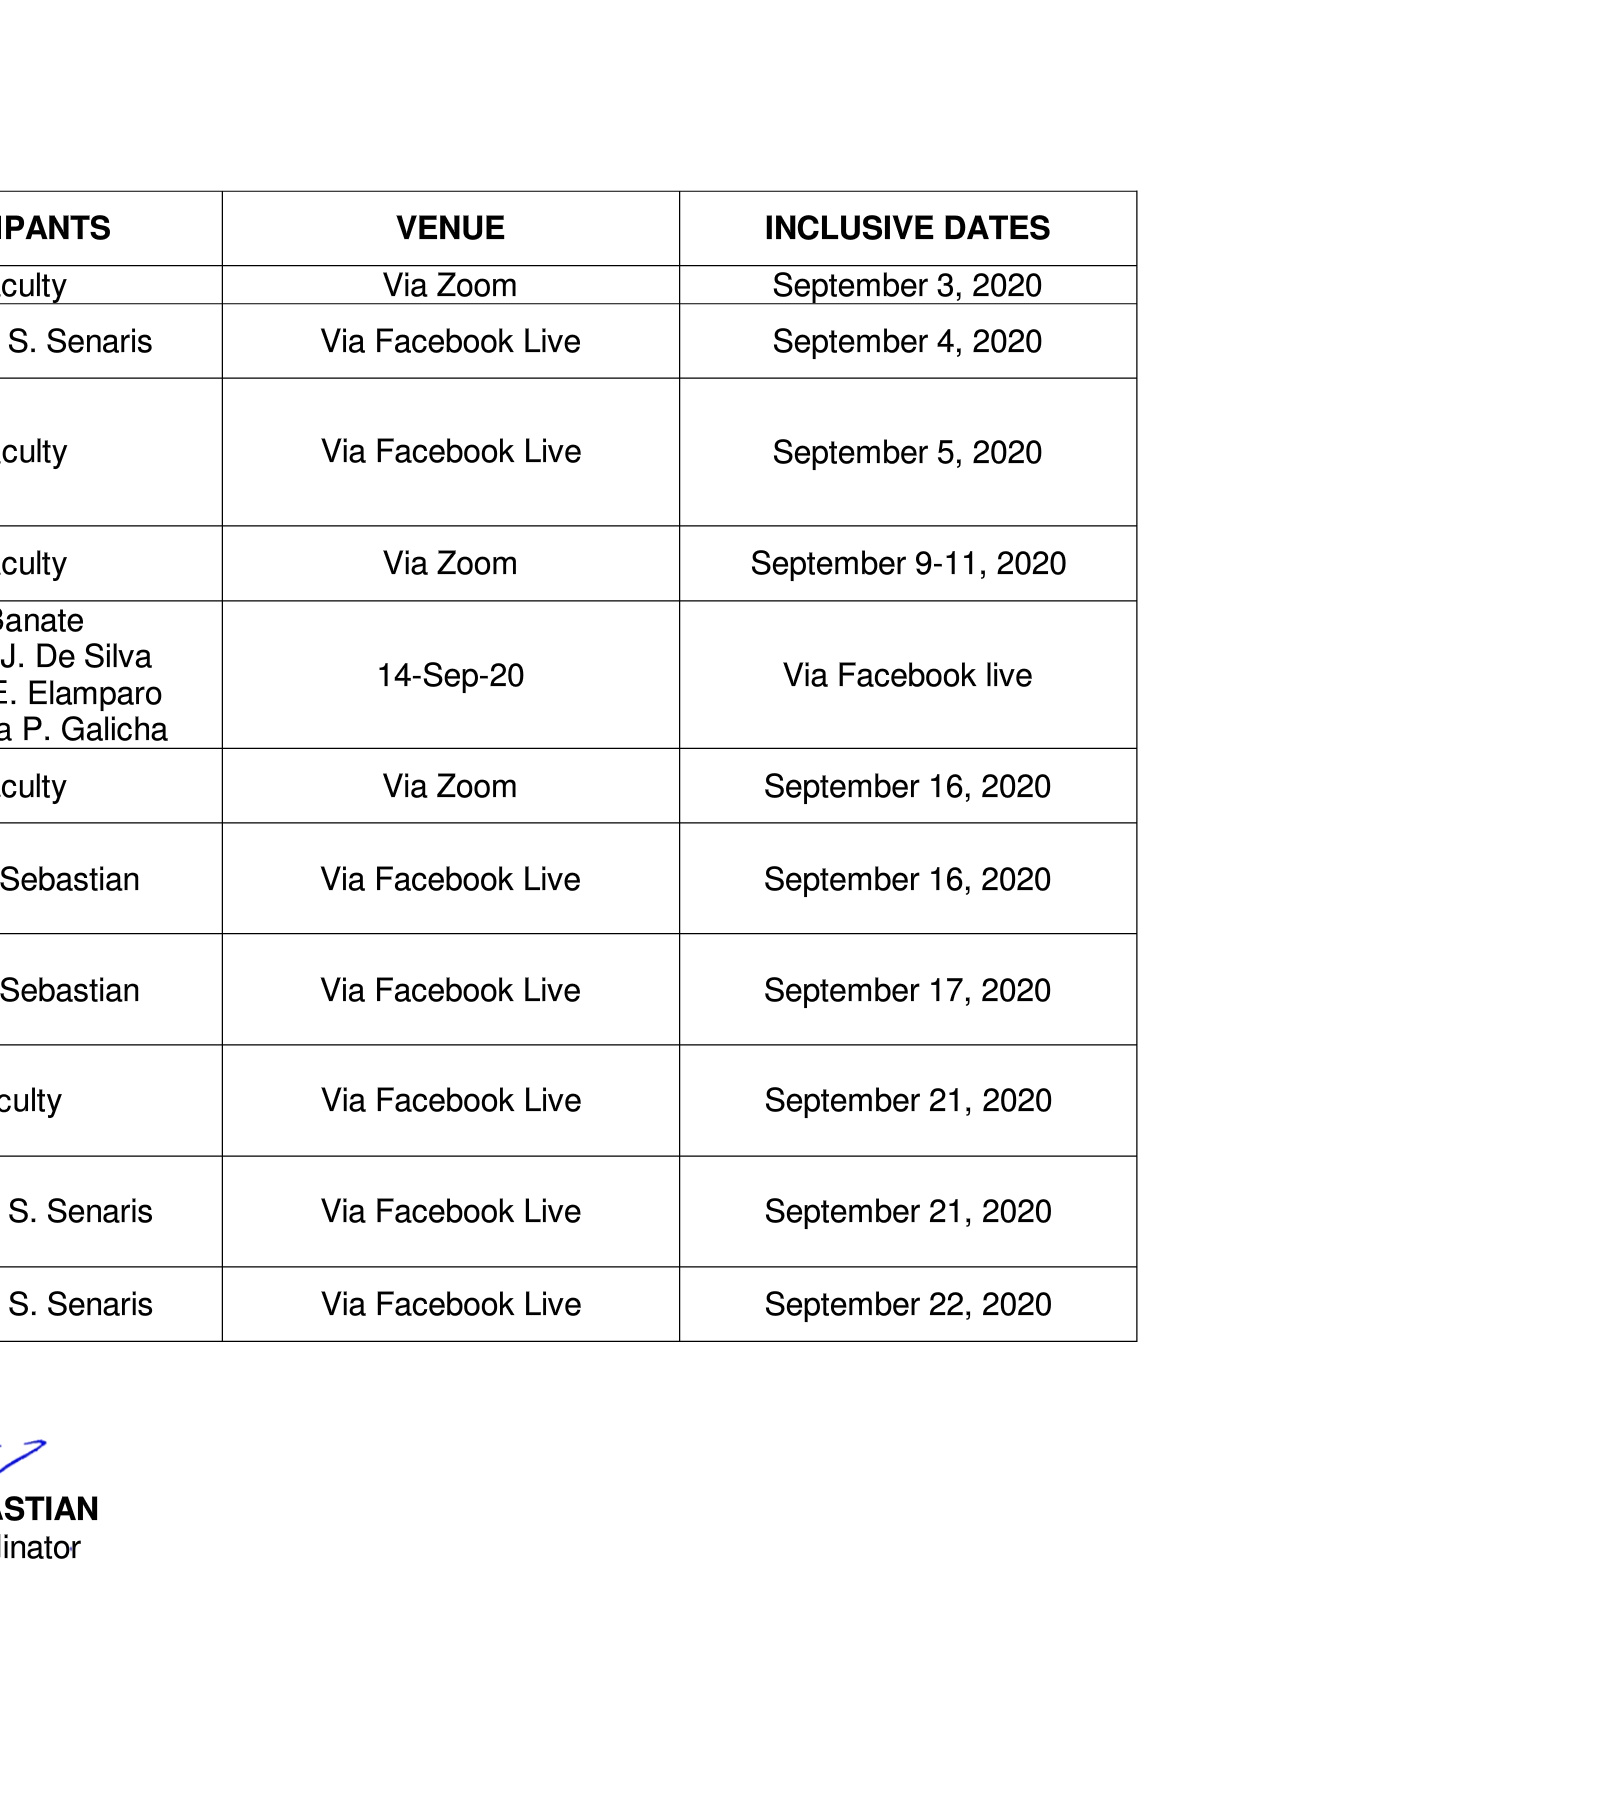 IPANTS VENUE INCLUSIVE DATES
culty Via Zoom September 3, 2020
S. Senaris Via Facebook Live September 4, 2020
culty Via Facebook Live September 5, 2020
culty Via Zoom September 9-11, 2020
Banate
J. De Silva
E. Elamparo
a P. Galicha
14-Sep-20 Via Facebook live
culty Via Zoom September 16, 2020
Sebastian Via Facebook Live September 16, 2020
Sebastian Via Facebook Live September 17, 2020
culty Via Facebook Live September 21, 2020
S. Senaris Via Facebook Live September 21, 2020
S. Senaris Via Facebook Live September 22, 2020
ASTIAN
linator